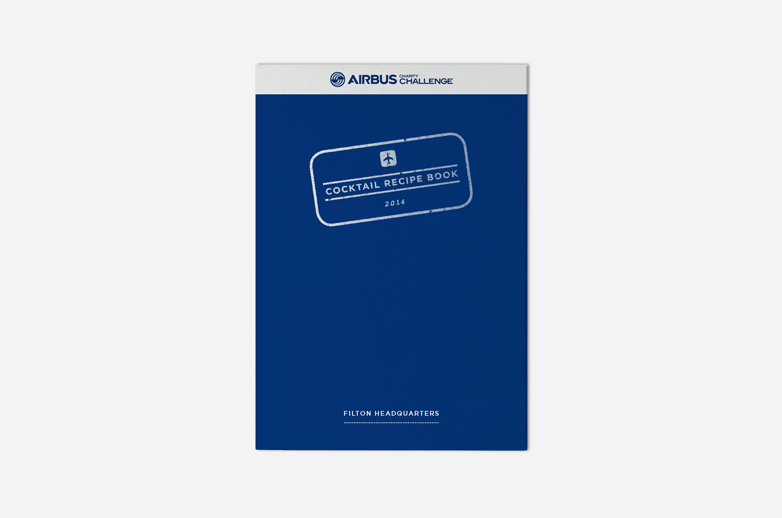 AIRBUS CHARITY CHALLENGE
COCKTAIL RECIPE BOOK
2014
FILTON HEADQUARTERS